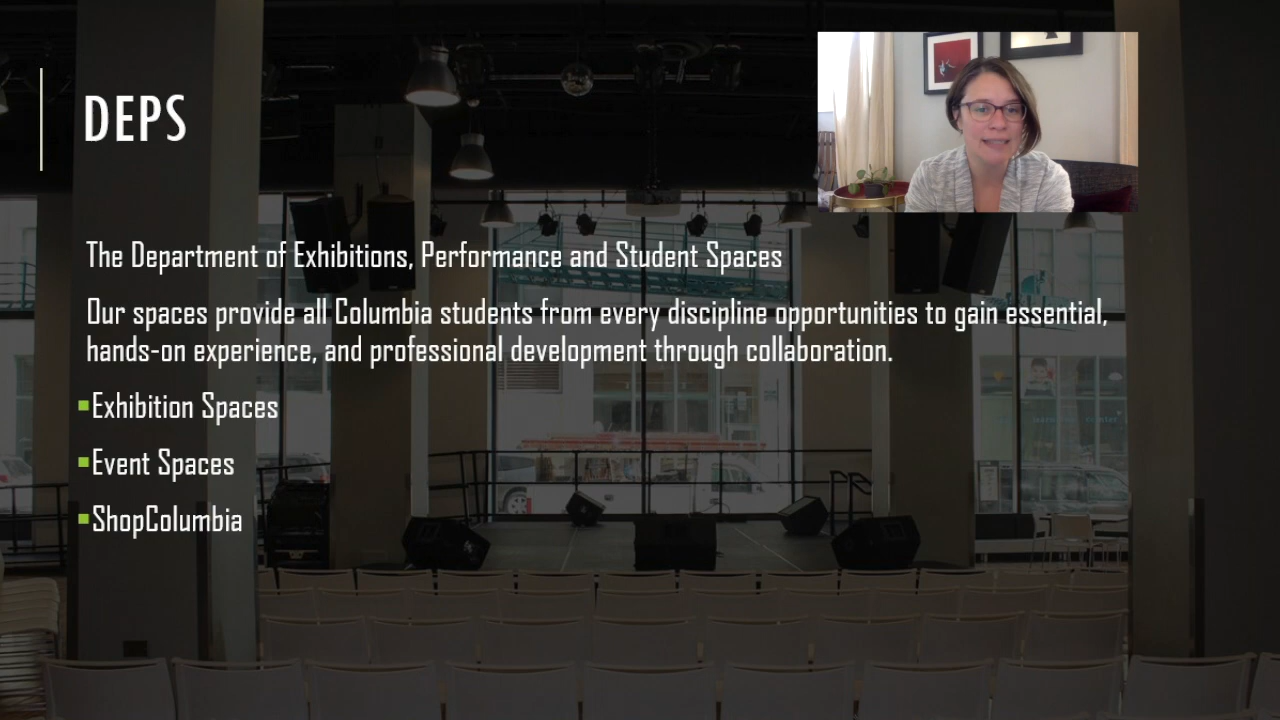 DEPS
The Department of Exhibitions, Performance and Student Spaces
Our spaces provide all Columbia students from every discipline opportunities to gain essential,
hands-on experience, and professional development through collaboration.
Exhibition Spaces
Event Spaces
ShopColumbia